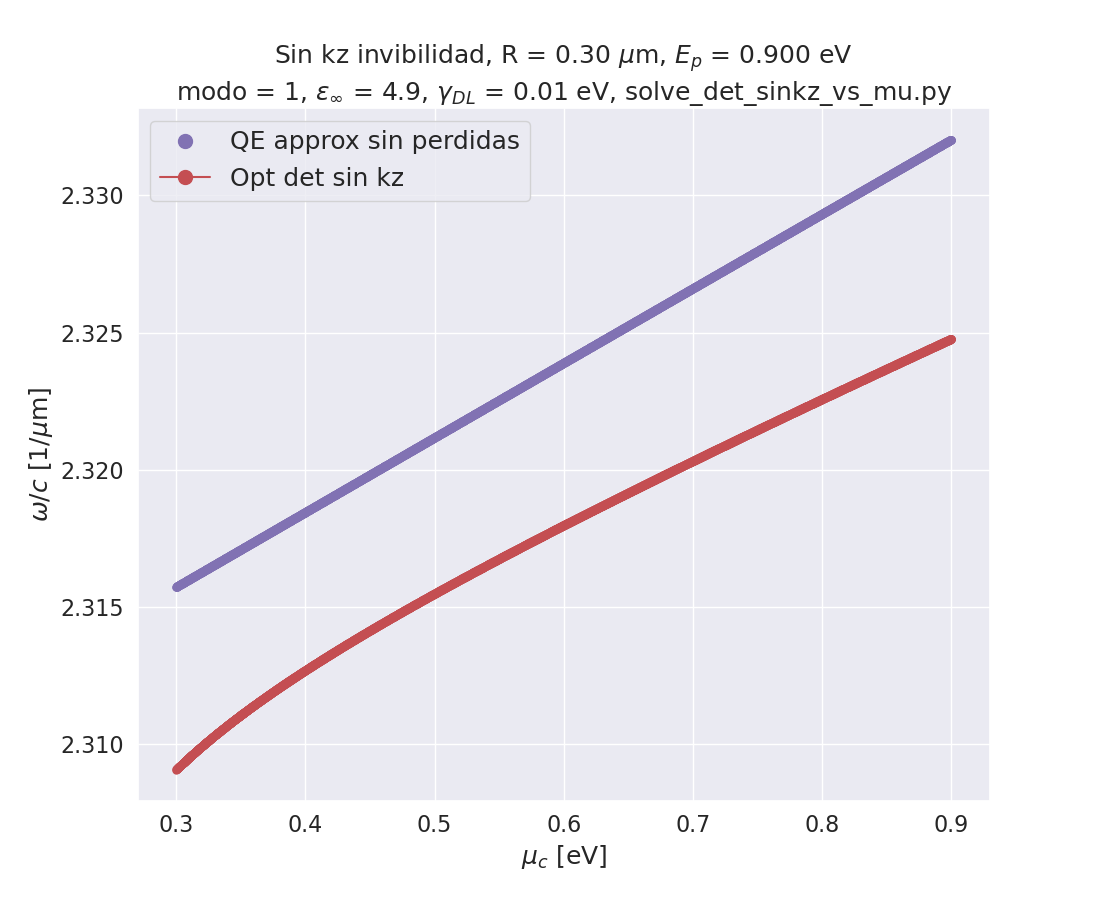 Sin kz invibilidad, R = 0.30 μm, E_p = 0.900 eV
modo = 1, ε_∞ = 4.9, γ_DL = 0.01 eV, solve_det_sinkz_vs_mu.py
QE approx sin perdidas
Opt det sin kz
2.330
2.325
2.320
2.315
2.310
ω/c [1/μm]
0.3 0.4 0.5 0.6 0.7 0.8 0.9
μ_c [eV]